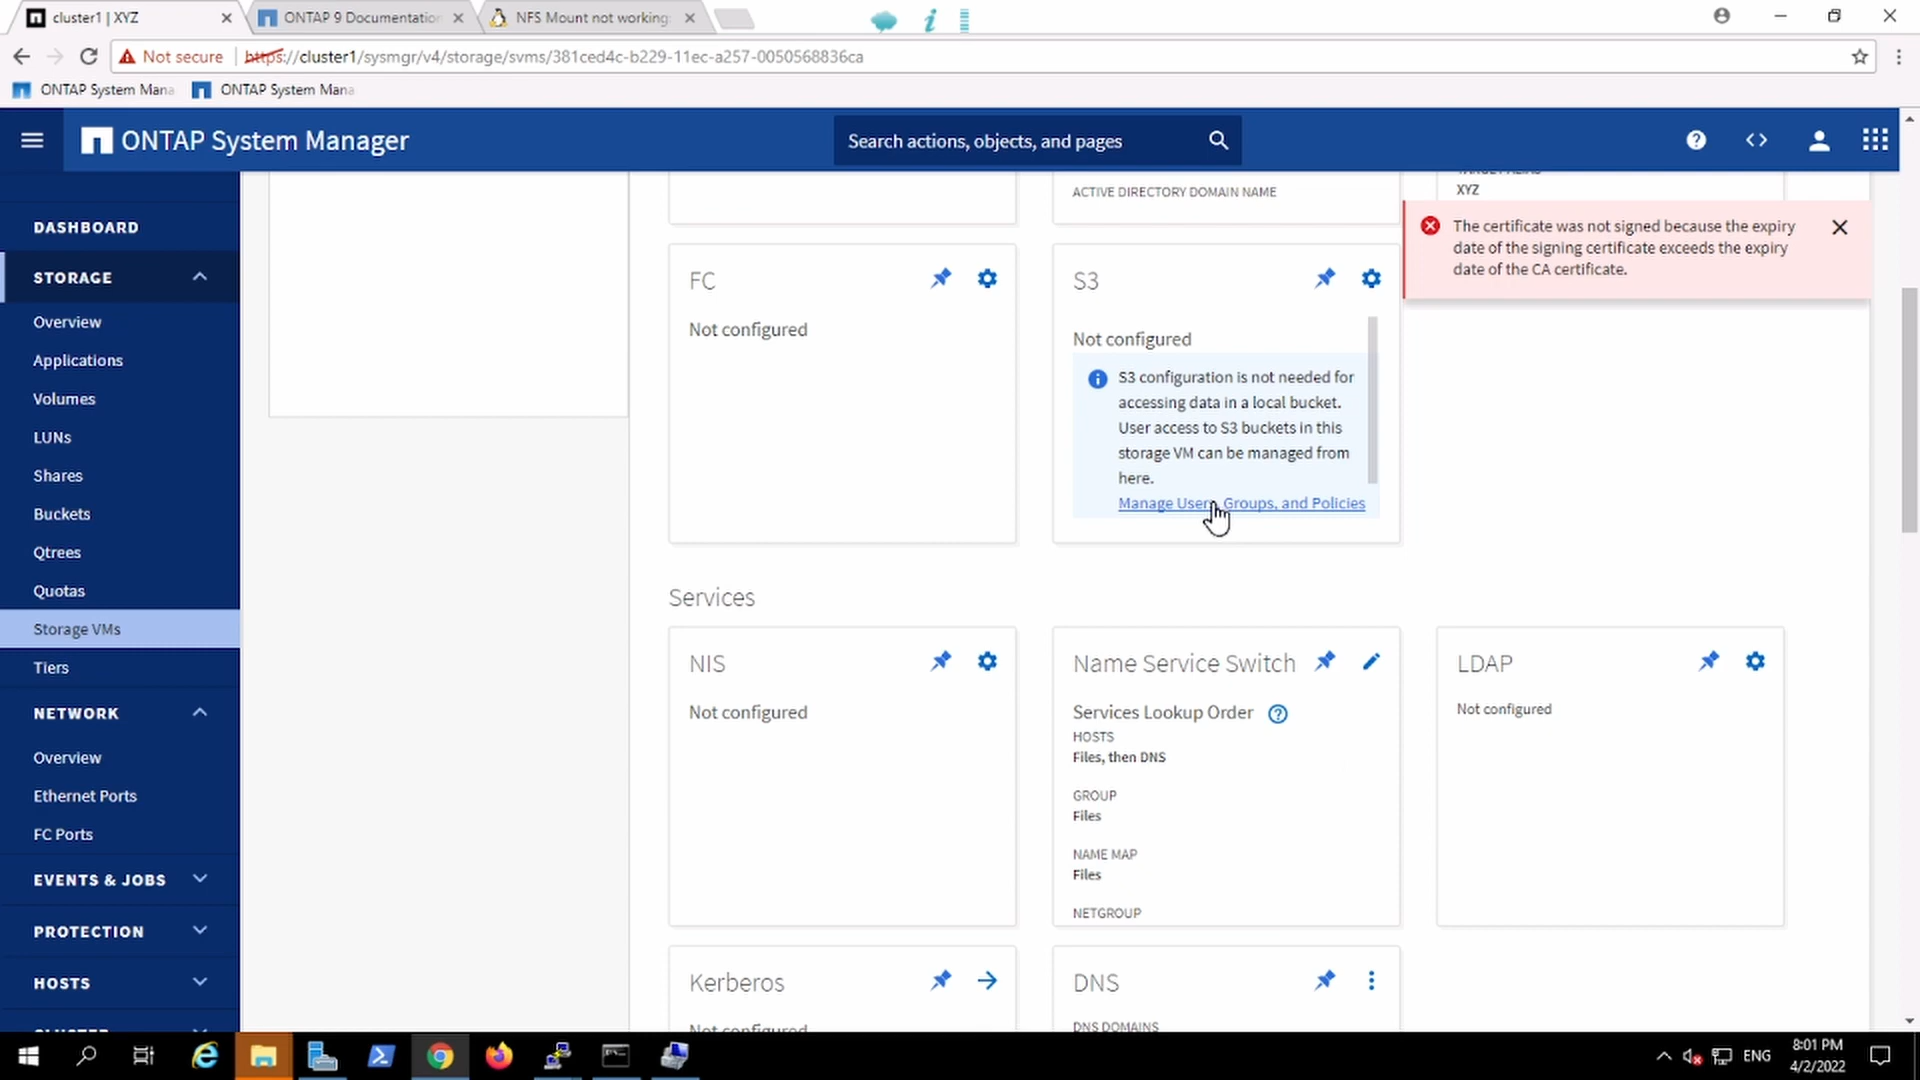 cluster1 | XYZ
ONTAP 9 Documentation
NFS Mount not working
Not secure
https://cluster1/sysmgr/v4/storage/svms/381ced4c-b229-11ec-a257-0050568836ca
ONTAP System Mana
ONTAP System Mana
ONTAP System Manager
Search actions, objects, and pages
DASHBOARD
STORAGE
Overview
Applications
Volumes
LUNs
Shares
Buckets
Qtrees
Quotas
Storage VMs
Tiers
NETWORK
Overview
Ethernet Ports
FC Ports
EVENTS & JOBS
PROTECTION
HOSTS
CLUSTER
ACTIVE DIRECTORY DOMAIN NAME
TARGET ALIAS
XYZ
The certificate was not signed because the expiry
date of the signing certificate exceeds the expiry
date of the CA certificate.
FC
Not configured
S3
Not configured
S3 configuration is not needed for
accessing data in a local bucket.
User access to S3 buckets in this
storage VM can be managed from
here.
Manage Users, Groups, and Policies
Services
NIS
Not configured
Name Service Switch
Services Lookup Order
HOSTS
Files, then DNS
GROUP
Files
NAME MAP
Files
NETGROUP
LDAP
Not configured
Kerberos
Not configured
DNS
DNS DOMAINS
ENG
8:01 PM
4/2/2022